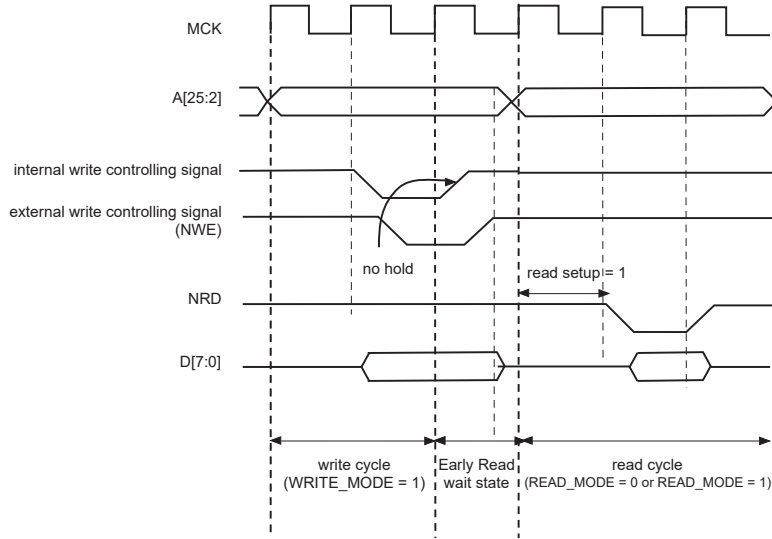 MCK
A[25:2]
internal write controlling signal
external write controlling signal
(NWE)
no hold
read setup = 1
NRD
D[7:0]
write cycle
(WRITE_MODE = 1)
Early Read
wait state
read cycle
(READ_MODE = 0 or READ_MODE = 1)